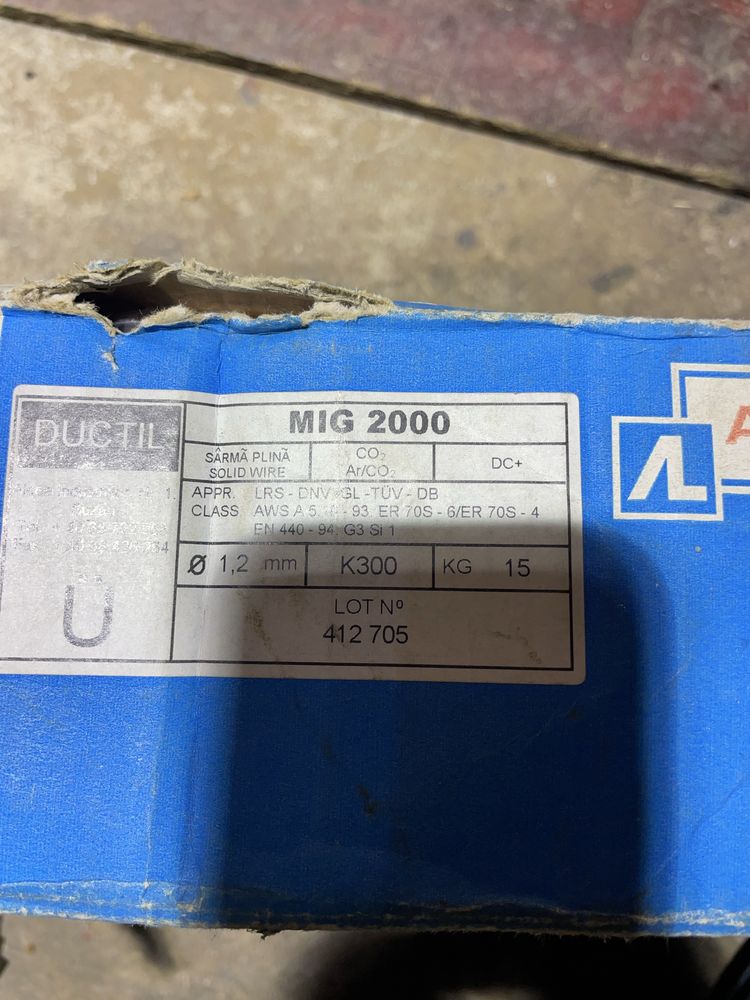 DUCTIL
MIG 2000
SÂRMĂ PLINĂ
SOLID WIRE
CO2
Ar/CO2
DC+
APPR. LRS - DNV - GL - TÜV - DB
CLASS AWS A 5.18 - 93, ER 70S - 6/ER 70S - 4
EN 440 - 94, G3 Si 1
Ø 1,2 mm
K300
KG 15
LOT Nº
412 705
Ü
AL
A